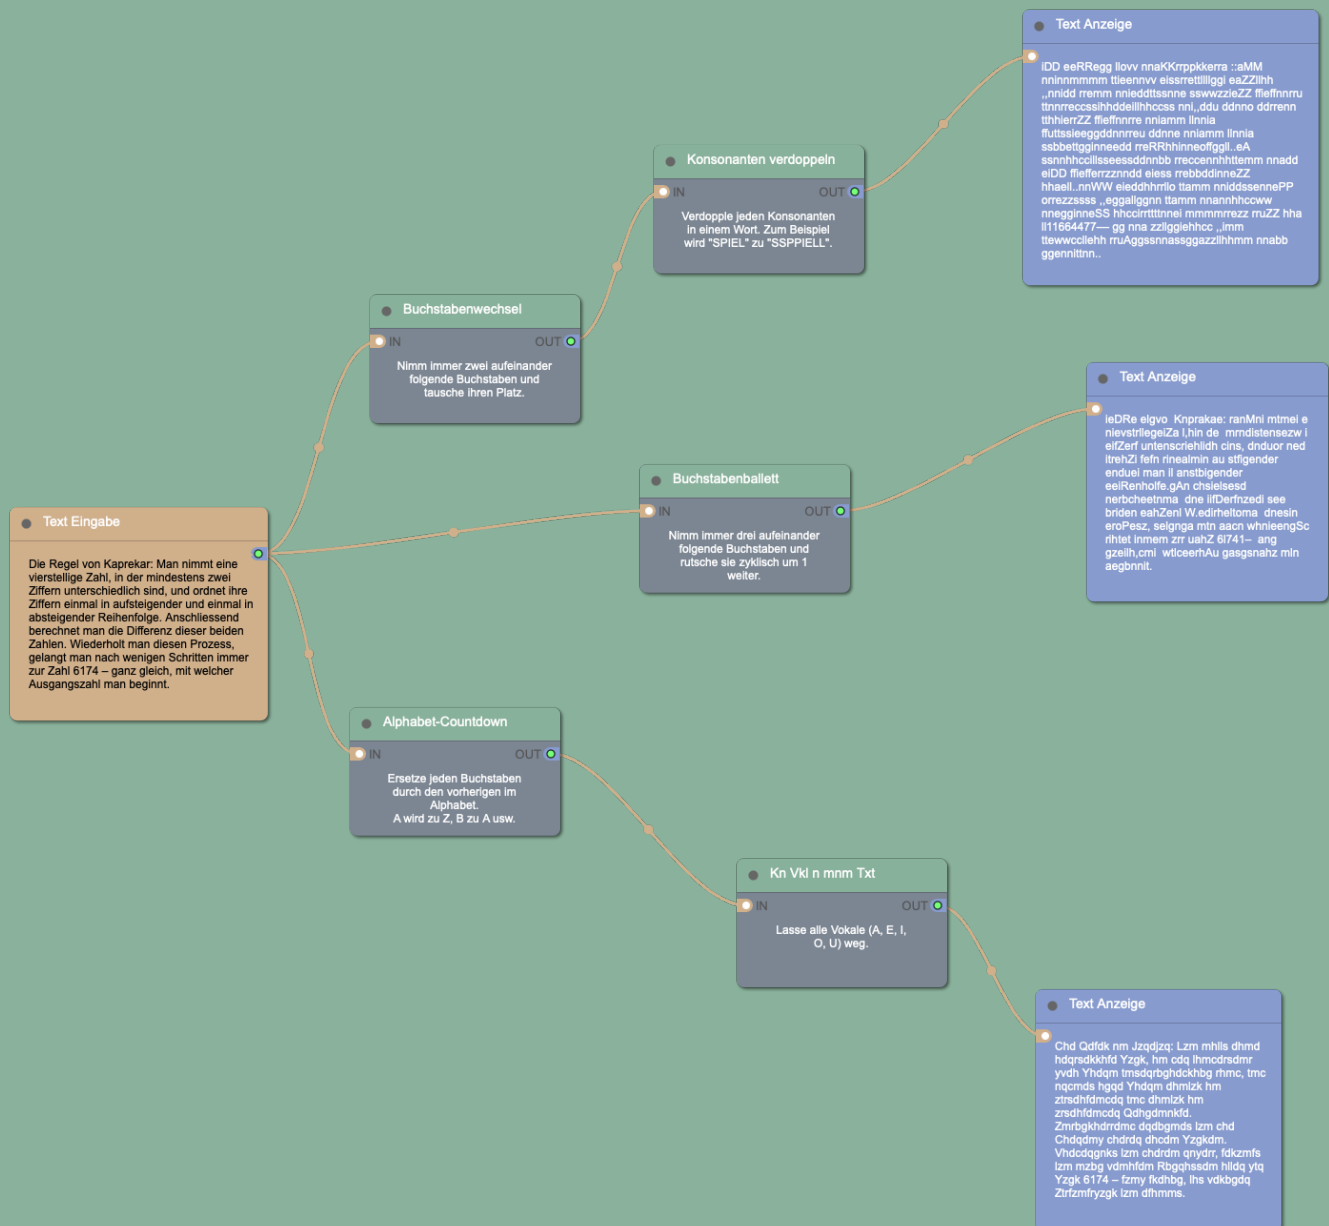 Text Anzeige
iDD eeRRegg llovv nnaKKrrppkkerra ::aMM
nninnmmmm ttieennvv eissrrettlllggi eaZZllhh
,,nnidd rremm nnieddttssnne sswwzzieZZ ffieffnnrru
ttnnrreccssihhddeillhhccss nni,,ddu ddnno ddrrenn
tthhierrZZ ffieffnnrre nniamm llnnia
ffuttssieeggddnnrreu ddnne nniamm llnnia
ssbbettgginneedd rreRRhhinneoffggll..eA
ssnnhhccillsseessddnnbb rreccennhhttemm nnadd
eiDD ffiefferrzznndd eiess rrebbddinneZZ
hhaell..nnWW eieddhhrrllo ttamm nniddssennePP
orrezzssss ,,eggallggnn ttamm nnannhhccww
nnegginneSS hhccirrttttnnei mmmmrrezz rruZZ hha
ll11664477–– gg nna zzllggiehhcc ,,imm
ttewwccllehh rruAggssnnassggazzllhhmm nnabb
ggennittnn..
Konsonanten verdoppeln
IN OUT
Verdopple jeden Konsonanten
in einem Wort. Zum Beispiel
wird "SPIEL" zu "SSPPIELL".
Buchstabenwechsel
IN OUT
Nimm immer zwei aufeinander
folgende Buchstaben und
tausche ihren Platz.
Text Anzeige
ieDRe elgvo Knprakae: ranMni mtmei e
nievstrllegeiZa l,hin de mrndistensezw i
eifZerf untenscriehlidh cins, dnduor ned
itrehZi fefn rinealmin au stfigender
enduei man il anstbigender
eeiRenholfe.gAn chsielsesd
nerbcheetnma dne iifDerfnzedi see
briden eahZenl W.edirheltoma dnesin
eroPesz, selgnga mtn aacn whnieengSc
rihtet inmem zrr uahZ 6l741– ang
gzeilh,cmi wtlceerhAu gasgsnahz mln
aegbnnit.
Buchstabenballett
IN OUT
Nimm immer drei aufeinander
folgende Buchstaben und
rutsche sie zyklisch um 1
weiter.
Text Eingabe
Die Regel von Kaprekar: Man nimmt eine
vierstellige Zahl, in der mindestens zwei
Ziffern unterschiedlich sind, und ordnet ihre
Ziffern einmal in aufsteigender und einmal in
absteigender Reihenfolge. Anschliessend
berechnet man die Differenz dieser beiden
Zahlen. Wiederholt man diesen Prozess,
gelangt man nach wenigen Schritten immer
zur Zahl 6174 – ganz gleich, mit welcher
Ausgangszahl man beginnt.
Alphabet-Countdown
IN OUT
Ersetze jeden Buchstaben
durch den vorherigen im
Alphabet.
A wird zu Z, B zu A usw.
Kn Vkl n mnm Txt
IN OUT
Lasse alle Vokale (A, E, I,
O, U) weg.
Text Anzeige
Chd Qdfdk nm Jzqdjzq: Lzm mhlls dhmd
hdqrsdkkhfd Yzgk, hm cdq lhmcdrsdmr
yvdh Yhdqm tmsdqrbghdckhbg rhmc, tmc
nqcmds hgqd Yhdqm dhmlzk hm
ztrsdhfdmcdq tmc dhmlzk hm
zrsdhfdmcdq Qdhgdmnkfd.
Zmrbgkhdrrdmc dqdbgmds lzm chd
Chdqdmy chdrdq dhcdm Yzgkdm.
Vhdcdqgnks lzm chdrdm qnydrr, fdkzmfs
lzm mzbg vdmhfdm Rbgqhssdm hlldq ytq
Yzgk 6174 – fzmy fkdhbg, lhs vdkbgdq
Ztrfzmfryzgk lzm dfhmms.